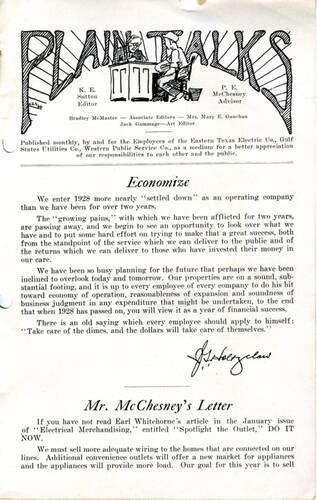 PLAIN TALKS
K. E.
Sutton
Editor
P. E.
McChesney
Advisor
Bradley McMaster — Associate Editors — Mrs. Mary E. Ganchan
Jack Gammage—Art Editor
Published monthly, by and for the Employees of the Eastern Texas Electric Co., Gulf
States Utilities Co., Western Public Service Co., as a medium for a better appreciation
of our responsibilities to each other and the public.
Economize
We enter 1928 more nearly "settled down" as an operating company
than we have been for over two years.
The "growing pains," with which we have been afflicted for two years,
are passing away, and we begin to see an opportunity to look over what we
have and to put some hard effort on trying to make that a great success, both
from the standpoint of the service which we can deliver to the public and of
the returns which we can deliver to those who have invested their money in
our care.
We have been so busy planning for the future that perhaps we have been
inclined to overlook today and tomorrow. Our properties are on a sound, sub-
stantial footing, and it is up to every employee of every company to do his bit
toward economy of operation, reasonableness of expansion and soundness of
business judgment in any expenditure that might be undertaken, to the end
that when 1928 has passed on, you will view it as a year of financial success.
There is an old saying which every employee should apply to himself:
"Take care of the dimes, and the dollars will take care of themselves."
Mr. McChesney's Letter
If you have not read Earl Whitehorne's article in the January issue
of "Electrical Merchandising," entitled "Spotlight the Outlet," DO IT
NOW.
We must sell more adequate wiring to the homes that are connected on our
lines. Additional convenience outlets will offer a new market for appliances
and the appliances will provide more load. Our goal for this year is to sell